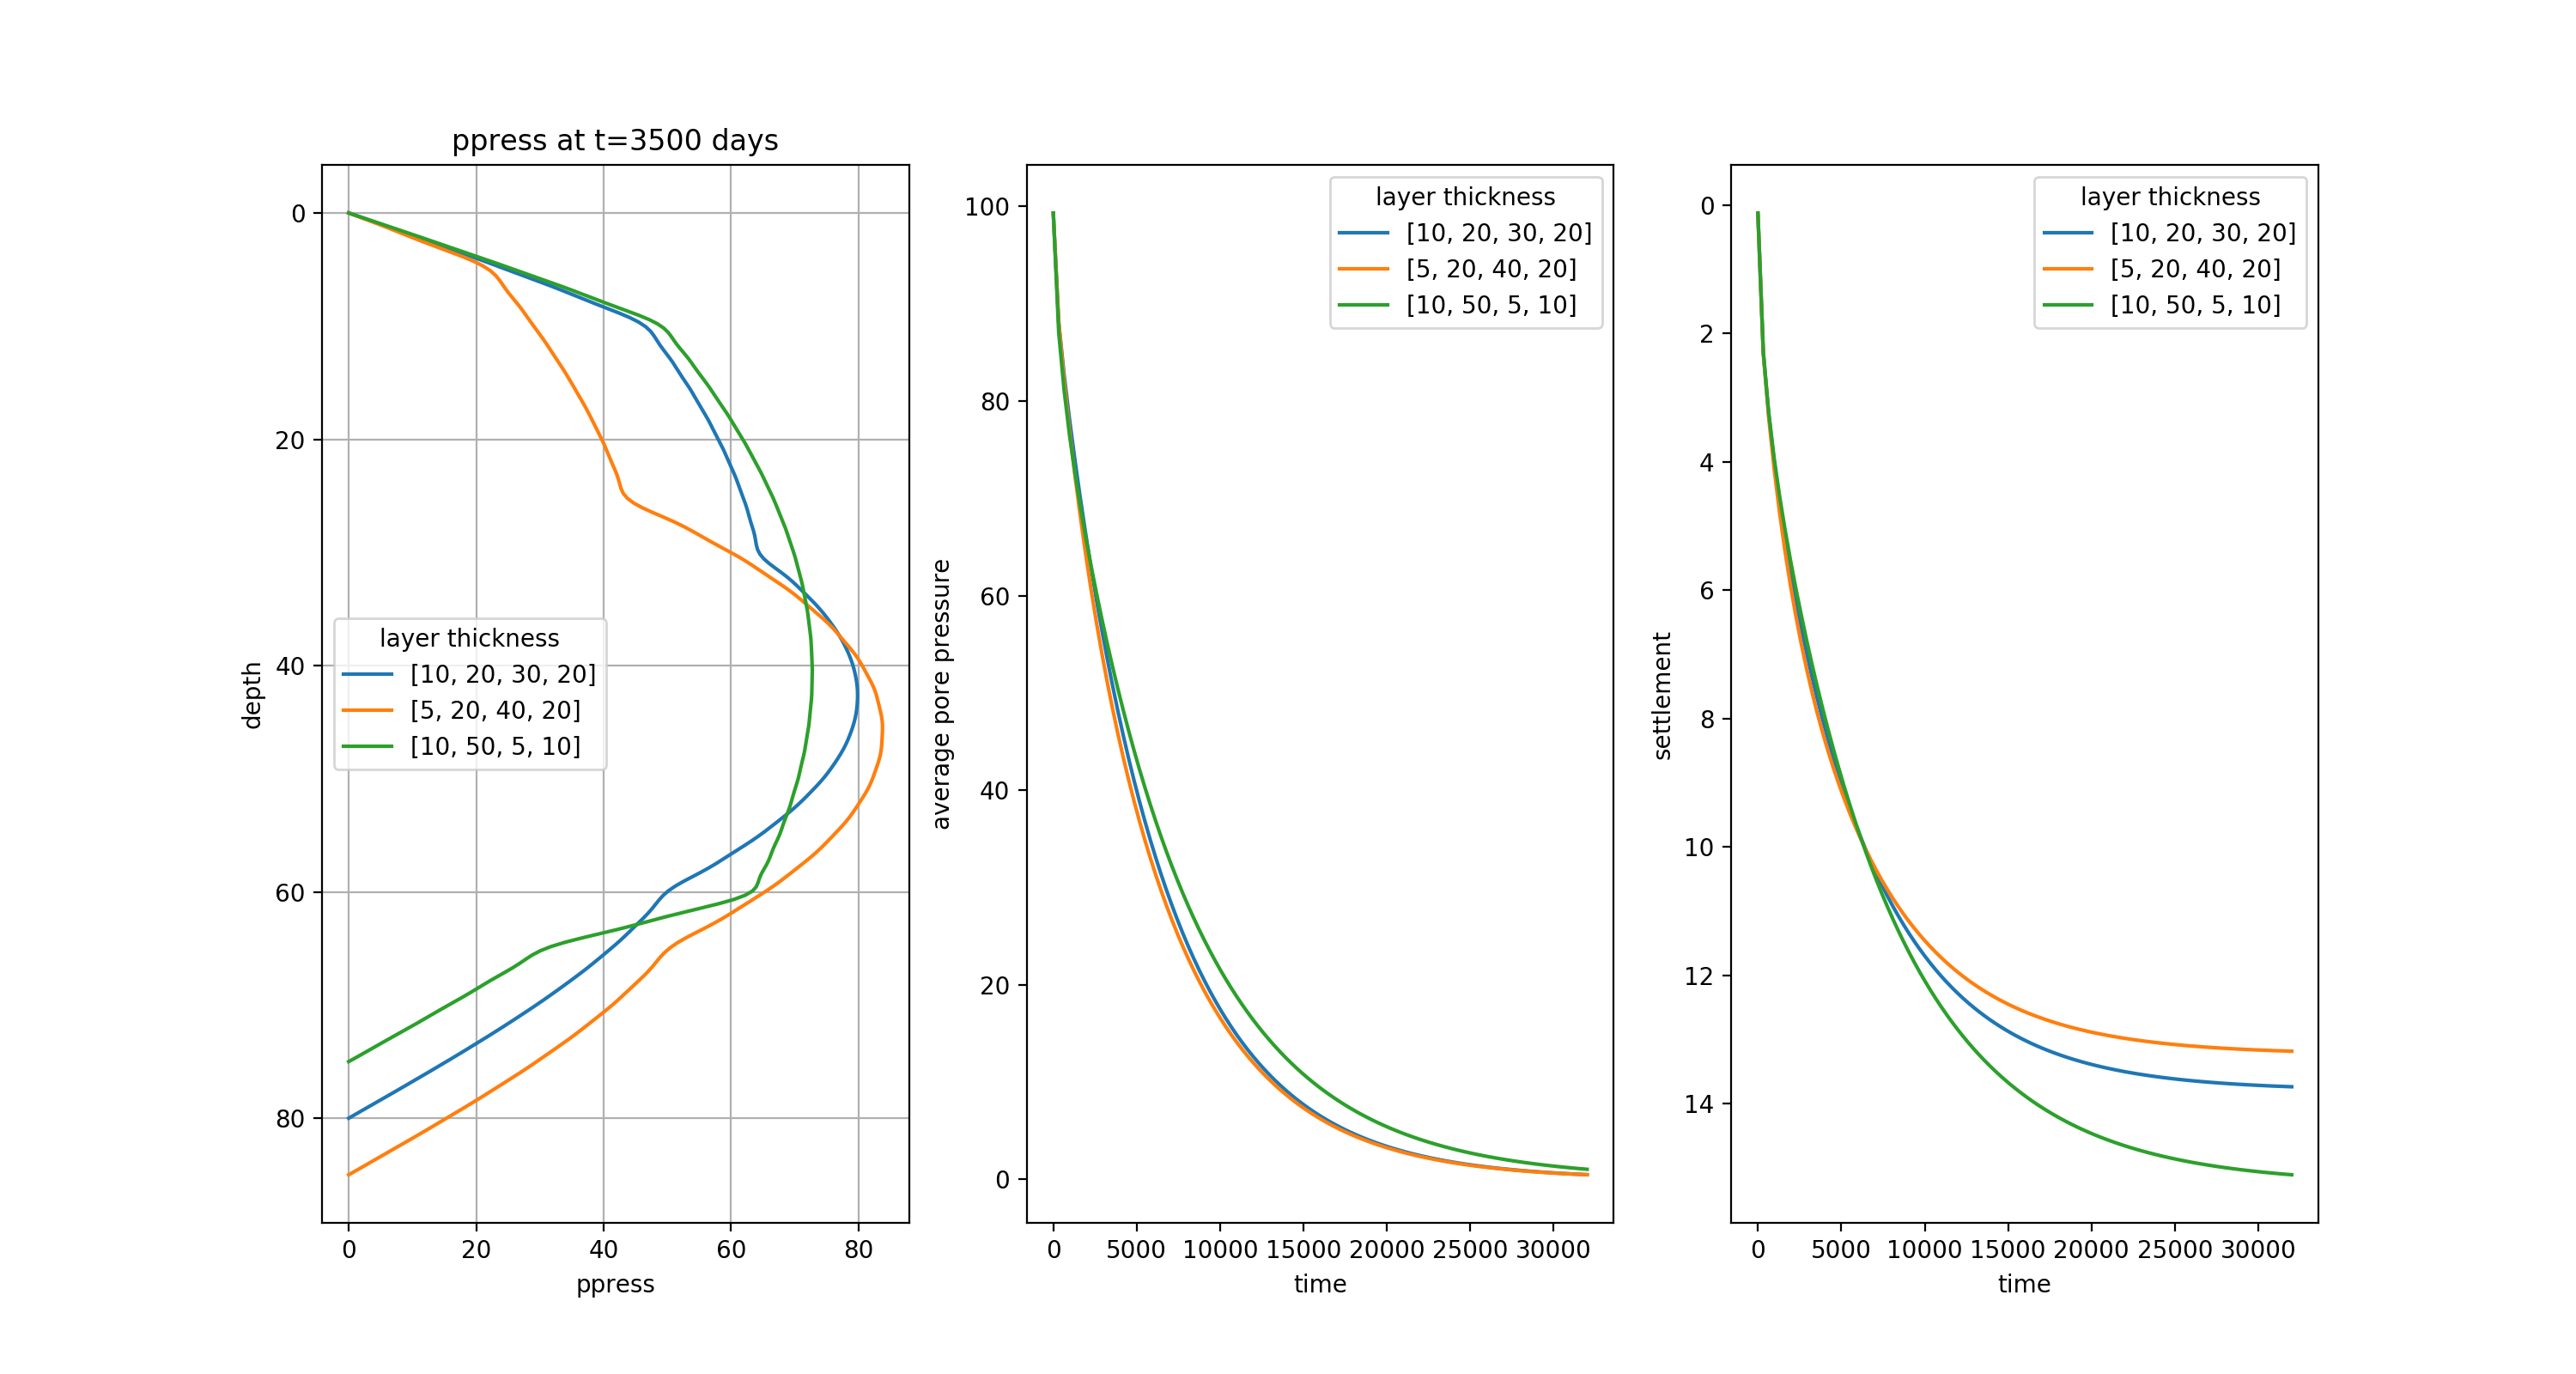 ppress at t=3500 days
depth
0
20
40
60
80
layer thickness
[10, 20, 30, 20]
[5, 20, 40, 20]
[10, 50, 5, 10]
0 20 40 60 80
ppress
average pore pressure
100
80
60
40
20
0
layer thickness
[10, 20, 30, 20]
[5, 20, 40, 20]
[10, 50, 5, 10]
0 5000 10000 15000 20000 25000 30000
time
settlement
0
2
4
6
8
10
12
14
layer thickness
[10, 20, 30, 20]
[5, 20, 40, 20]
[10, 50, 5, 10]
0 5000 10000 15000 20000 25000 30000
time